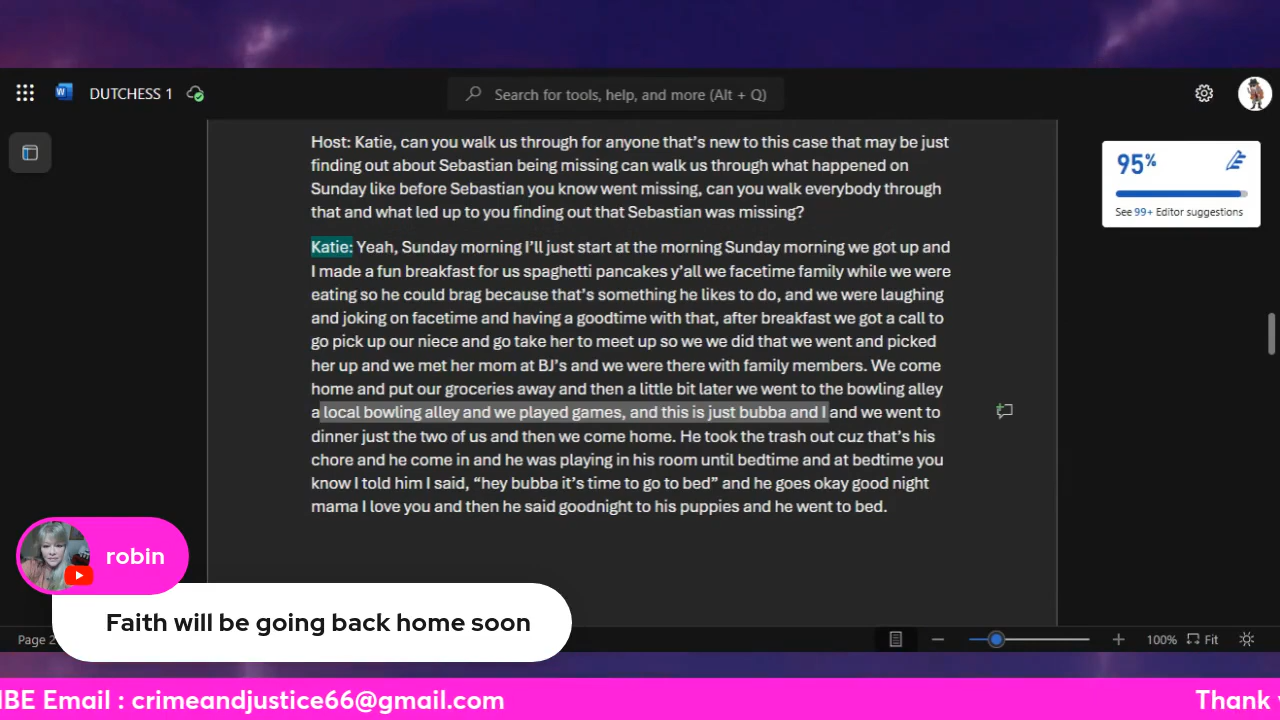 DUTCHESS 1
Search for tools, help, and more (Alt + Q)
Host: Katie, can you walk us through for anyone that's new to this case that may be just
finding out about Sebastian being missing can walk us through what happened on
Sunday like before Sebastian you know went missing, can you walk everybody through
that and what led up to you finding out that Sebastian was missing?
Katie: Yeah, Sunday morning I'll just start at the morning Sunday morning we got up and
I made a fun breakfast for us spaghetti pancakes y'all we facetime family while we were
eating so he could brag because that's something he likes to do, and we were laughing
and joking on facetime and having a goodtime with that, after breakfast we got a call to
go pick up our niece and go take her to meet up so we we did that we went and picked
her up and we met her mom at BJ's and we were there with family members. We come
home and put our groceries away and then a little bit later we went to the bowling alley
a local bowling alley and we played games, and this is just bubba and I and we went to
dinner just the two of us and then we come home. He took the trash out cuz that's his
chore and he come in and he was playing in his room until bedtime and at bedtime you
know I told him I said, "hey bubba it's time to go to bed" and he goes okay good night
mama I love you and then he said goodnight to his puppies and he went to bed.
95%
See 99+ Editor suggestions
robin
Faith will be going back home soon
Page 2
100%
Fit
IBE Email : crimeandjustice66@gmail.com
Thank